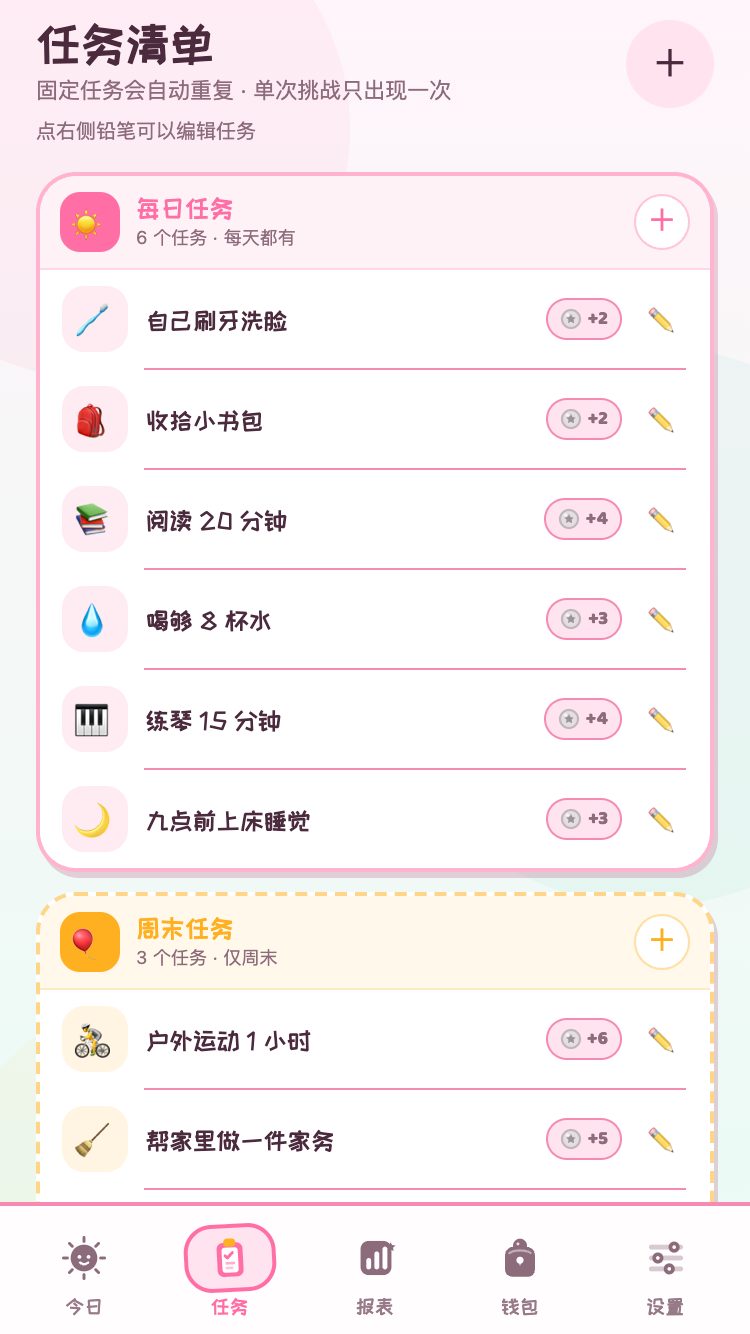 任务清单
固定任务会自动重复 · 单次挑战只出现一次
点右侧铅笔可以编辑任务
每日任务
6 个任务 · 每天都有
自己刷牙洗脸
+2
收拾小书包
+2
阅读 20 分钟
+4
喝够 8 杯水
+3
练琴 15 分钟
+4
九点前上床睡觉
+3
周末任务
3 个任务 · 仅周末
户外运动 1 小时
+6
帮家里做一件家务
+5
今日
任务
报表
钱包
设置